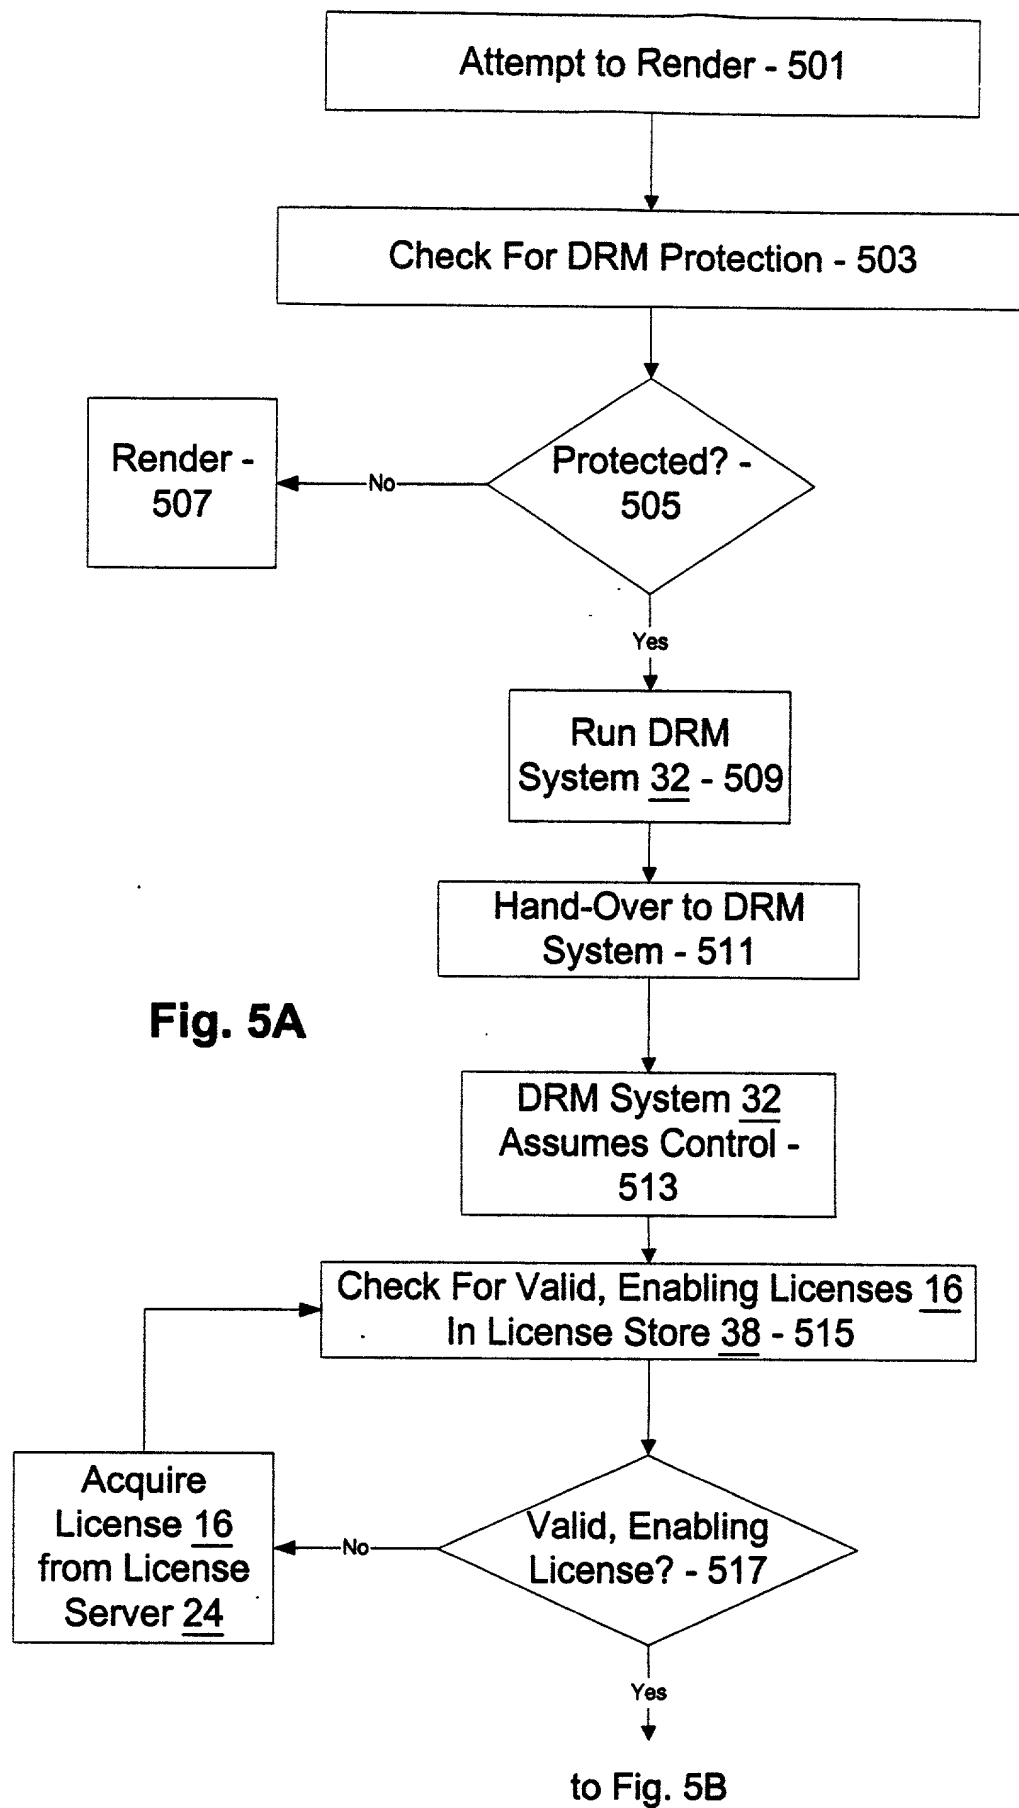 Attempt to Render - 501
Check For DRM Protection - 503
Protected? -
505
No
Render -
507
Yes
Run DRM
System 32 - 509
Hand-Over to DRM
System - 511
Fig. 5A
DRM System 32
Assumes Control -
513
Check For Valid, Enabling Licenses 16
In License Store 38 - 515
Valid, Enabling
License? - 517
No
Acquire
License 16
from License
Server 24
Yes
to Fig. 5B